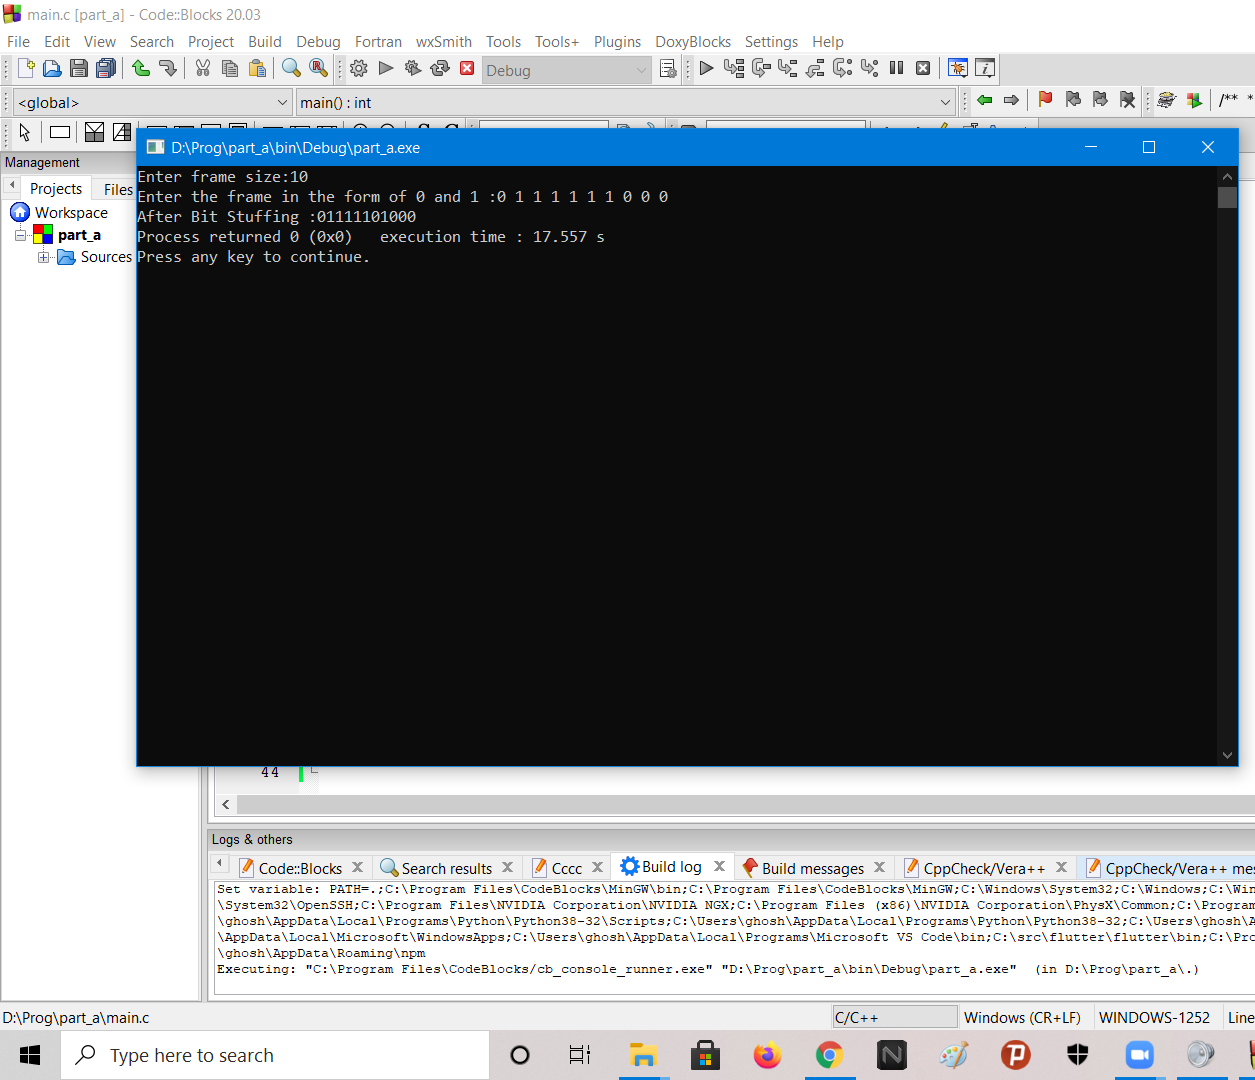 main.c [part_a] - Code::Blocks 20.03
File Edit View Search Project Build Debug Fortran wxSmith Tools Tools+ Plugins DoxyBlocks Settings Help
Debug
<global> main() : int /** *
Management
D:\Prog\part_a\bin\Debug\part_a.exe
Projects Files
Workspace
part_a
Sources
Enter frame size:10
Enter the frame in the form of 0 and 1 :0 1 1 1 1 1 1 0 0 0
After Bit Stuffing :01111101000
Process returned 0 (0x0)   execution time : 17.557 s
Press any key to continue.
44
Logs & others
Code::Blocks Search results Cccc Build log Build messages CppCheck/Vera++ CppCheck/Vera++ mes
Set variable: PATH=.;C:\Program Files\CodeBlocks\MinGW\bin;C:\Program Files\CodeBlocks\MinGW;C:\Windows\System32;C:\Windows;C:\Win
\System32\OpenSSH;C:\Program Files\NVIDIA Corporation\NVIDIA NGX;C:\Program Files (x86)\NVIDIA Corporation\PhysX\Common;C:\Program
\ghosh\AppData\Local\Programs\Python\Python38-32\Scripts;C:\Users\ghosh\AppData\Local\Programs\Python\Python38-32;C:\Users\ghosh\A
\AppData\Local\Microsoft\WindowsApps;C:\Users\ghosh\AppData\Local\Programs\Microsoft VS Code\bin;C:\src\flutter\flutter\bin;C:\Pro
\ghosh\AppData\Roaming\npm
Executing: "C:\Program Files\CodeBlocks/cb_console_runner.exe" "D:\Prog\part_a\bin\Debug\part_a.exe"  (in D:\Prog\part_a\.)
D:\Prog\part_a\main.c C/C++ Windows (CR+LF) WINDOWS-1252 Line
Type here to search